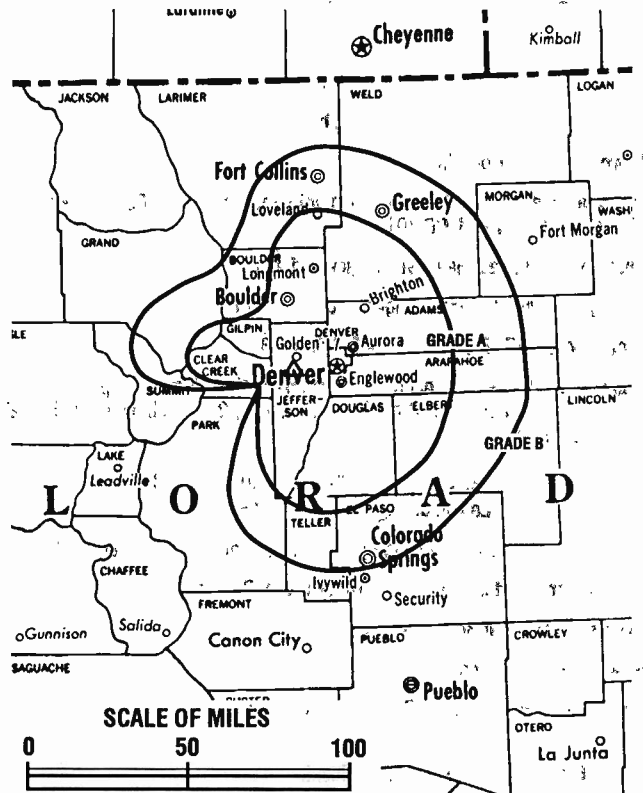 Laramie
Cheyenne
Kimball
JACKSON
LARIMER
WELD
LOGAN
Fort Collins
Greeley
MORGAN
Loveland
WASH
GRAND
Fort Morgan
BOULDER
Longmont
Boulder
Brighton
ADAMS
GILPIN
DENVER
Golden
Aurora
GRADE A
CLEAR
CREEK
ARAPAHOE
Denver
Englewood
SUMMIT
JEFFER-
SON
DOUGLAS
ELBERT
LINCOLN
PARK
GRADE B
LAKE
Leadville
L O R A D
TELLER
EL PASO
Colorado
Springs
CHAFFEE
Ivywild
FREMONT
Security
Gunnison
Salida
Canon City
PUEBLO
CROWLEY
SAGUACHE
Pueblo
OTERO
La Junta
SCALE OF MILES
0 50 100